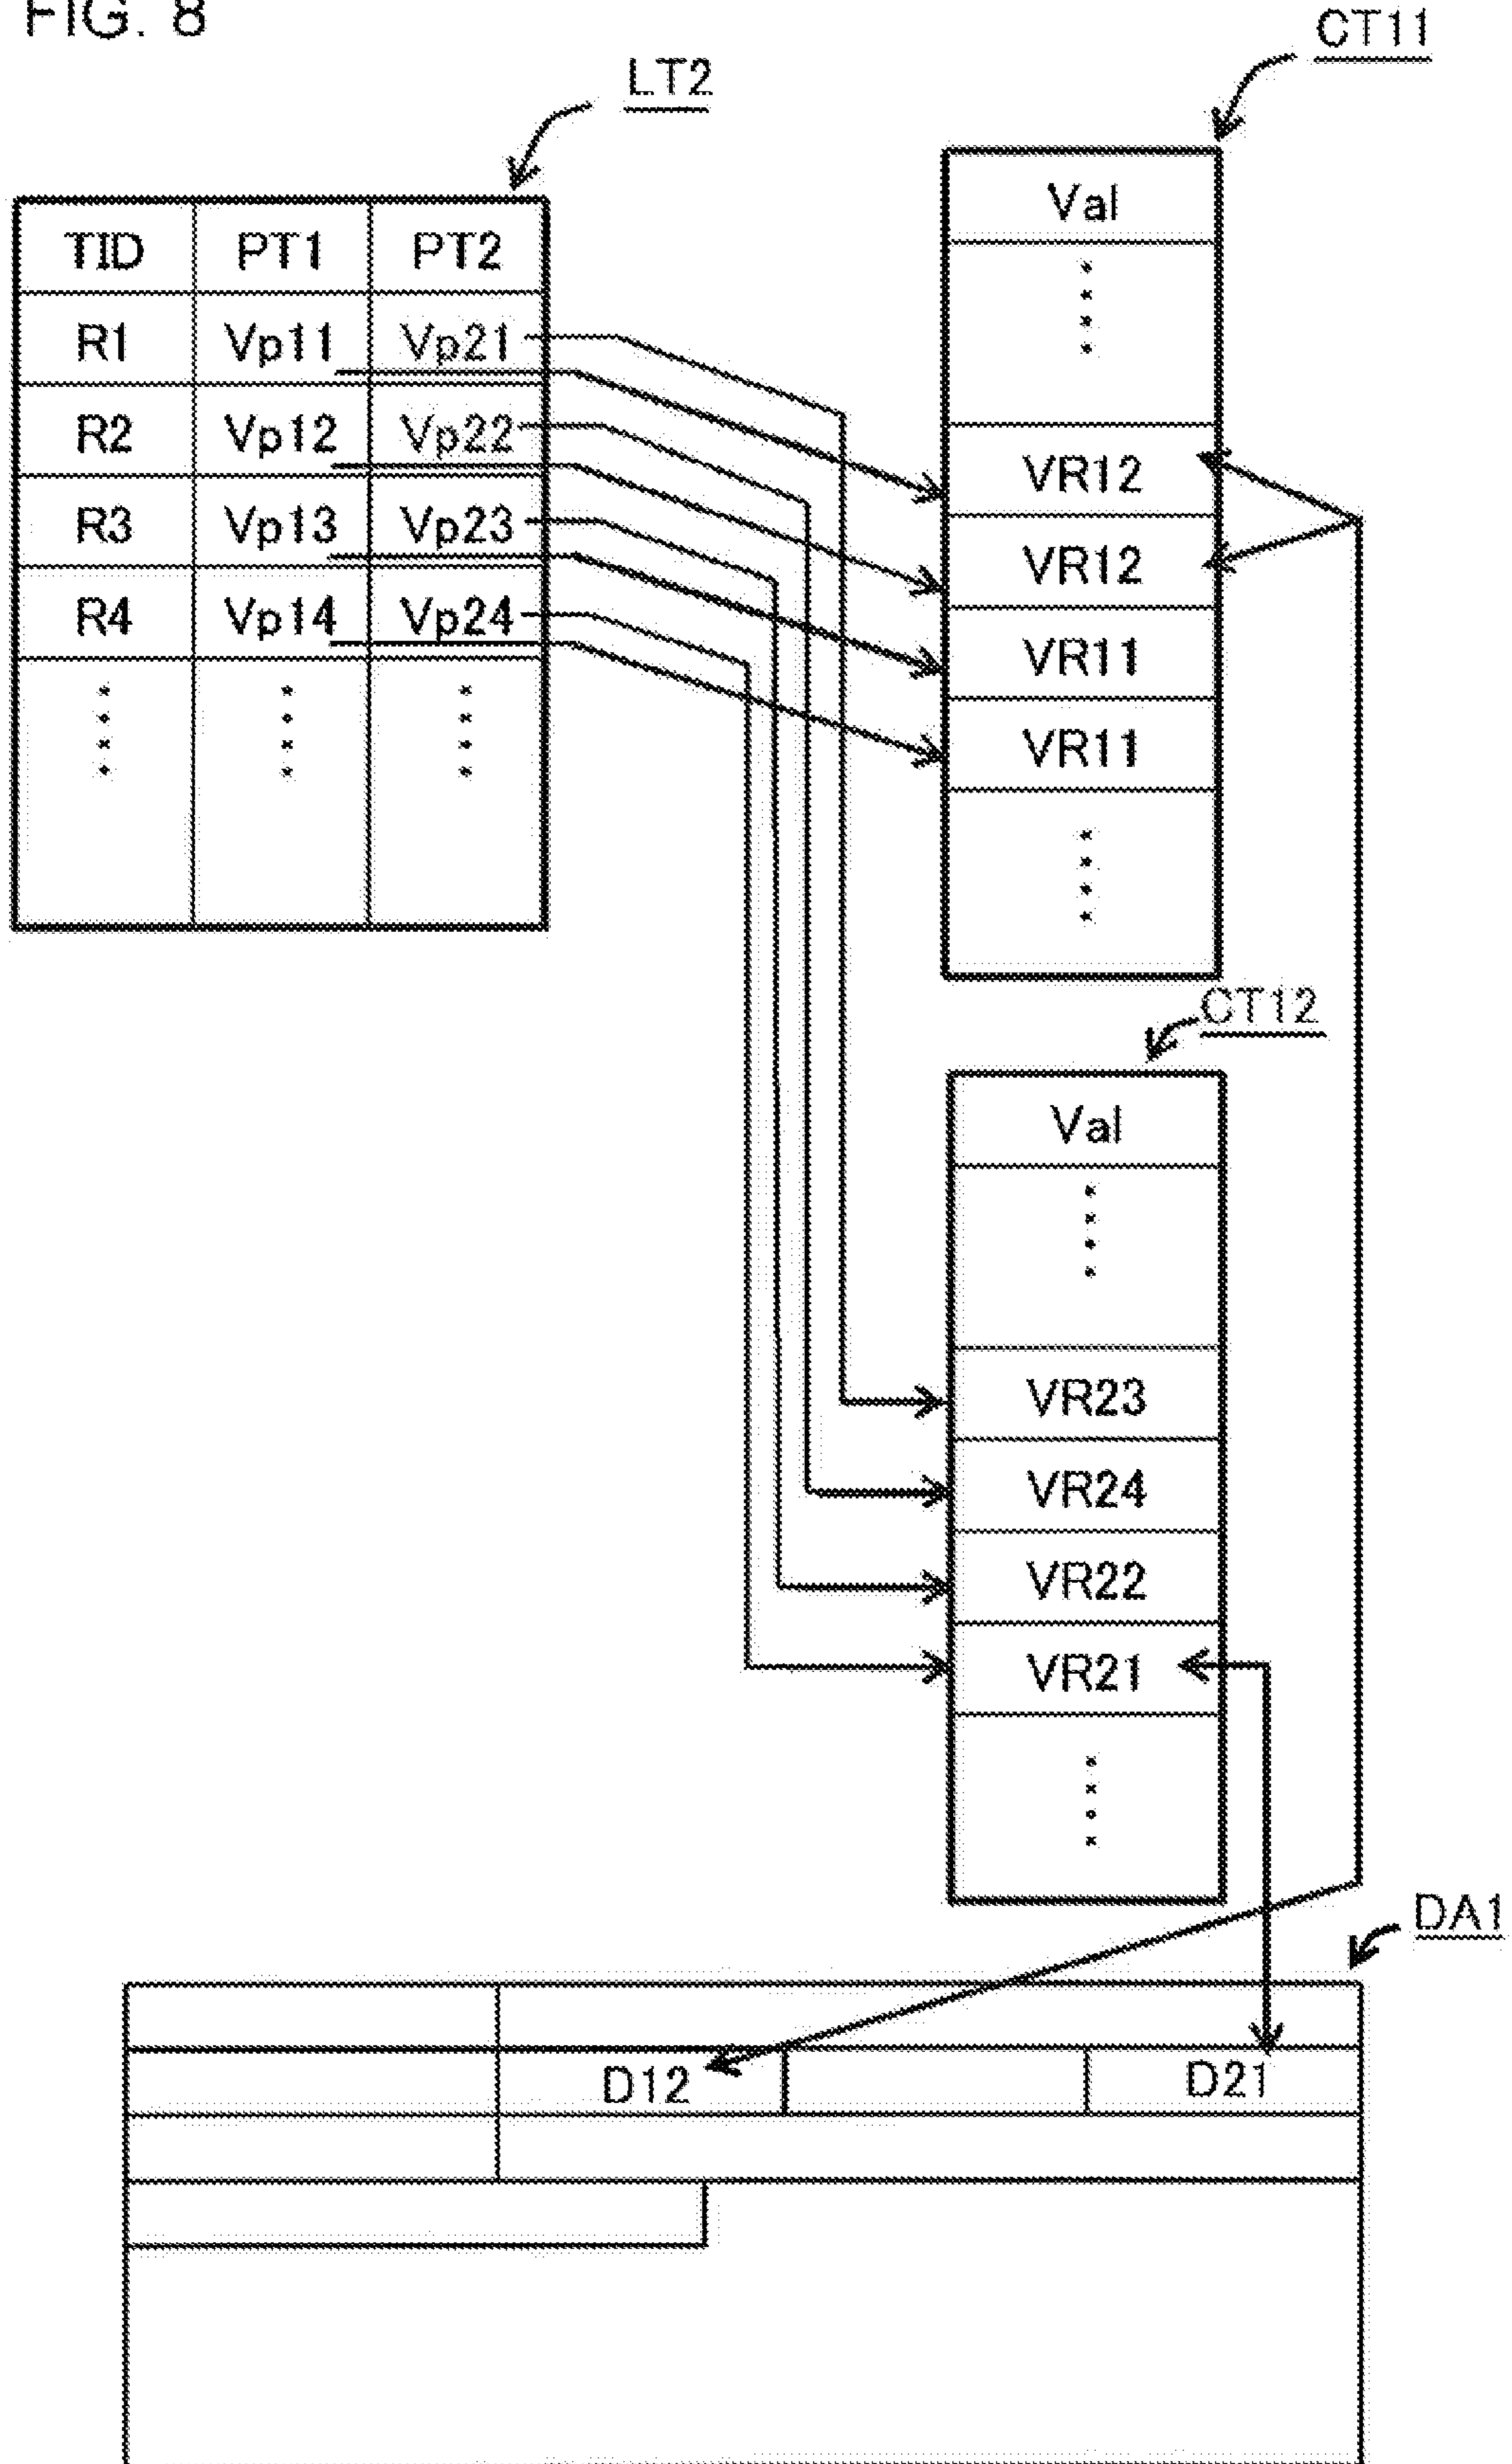 FIG. 8
LT2
TID PT1 PT2
R1 Vp11 Vp21
R2 Vp12 Vp22
R3 Vp13 Vp23
R4 Vp14 Vp24
CT11
Val
VR12
VR12
VR11
VR11
CT12
Val
VR23
VR24
VR22
VR21
DA1
D12 D21